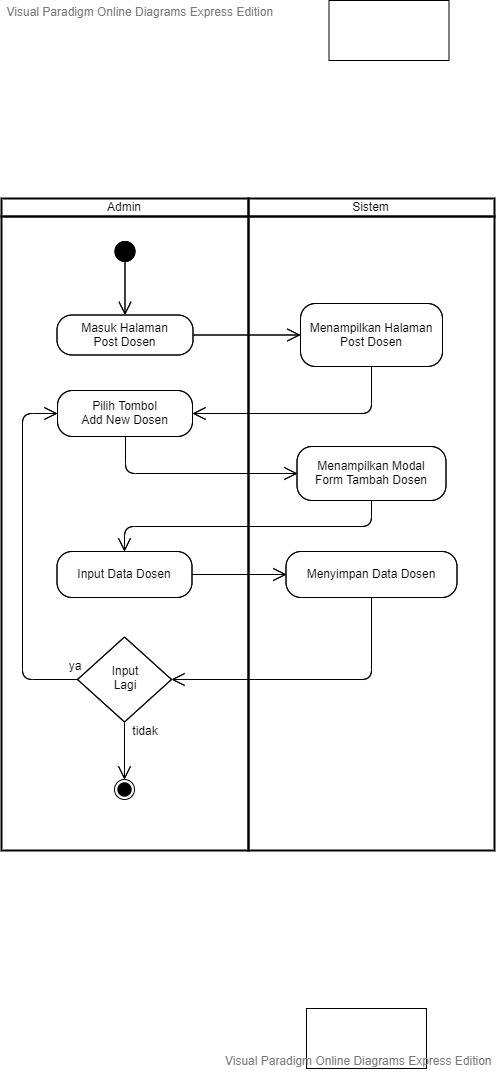 Visual Paradigm Online Diagrams Express Edition
Admin
Sistem
Masuk Halaman
Post Dosen
Menampilkan Halaman
Post Dosen
Pilih Tombol
Add New Dosen
Menampilkan Modal
Form Tambah Dosen
Input Data Dosen
Menyimpan Data Dosen
ya
Input
Lagi
tidak
Visual Paradigm Online Diagrams Express Edition